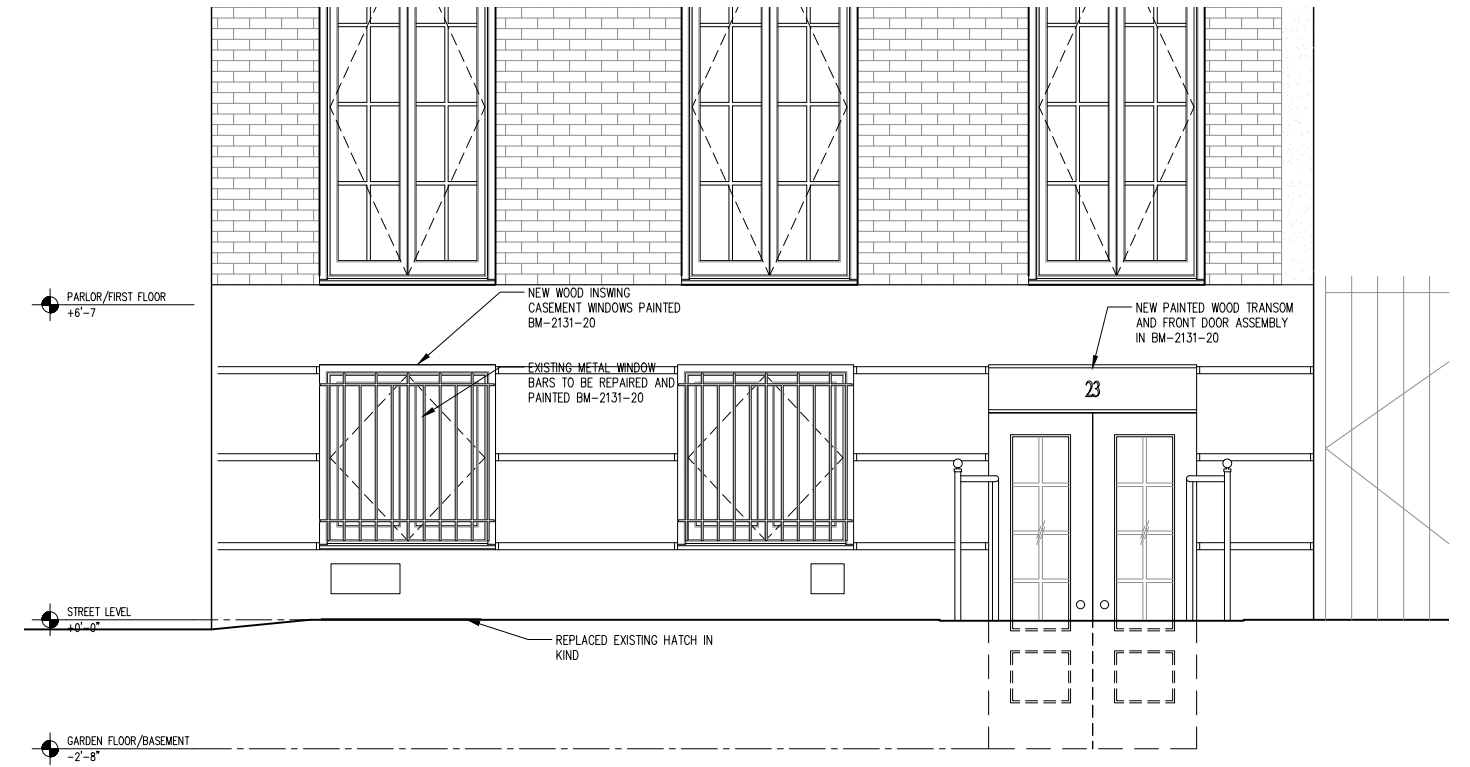 PARLOR/FIRST FLOOR
+6'-7
NEW WOOD INSWING
CASEMENT WINDOWS PAINTED
BM-2131-20
NEW PAINTED WOOD TRANSOM
AND FRONT DOOR ASSEMBLY
IN BM-2131-20
EXISTING METAL WINDOW
BARS TO BE REPAIRED AND
PAINTED BM-2131-20
23
STREET LEVEL
+0'-0"
REPLACED EXISTING HATCH IN
KIND
GARDEN FLOOR/BASEMENT
-2'-8"